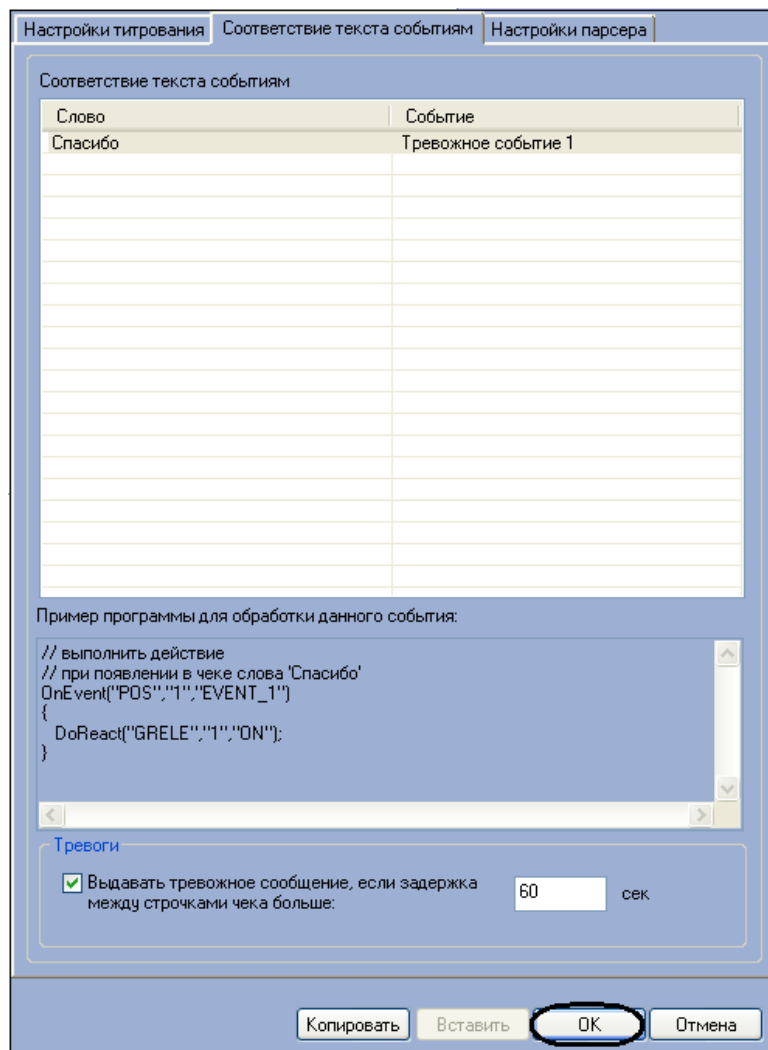 Настройки титрования Соответствие текста событиям Настройки парсера
Соответствие текста событиям
Слово Событие
Спасибо Тревожное событие 1
Пример программы для обработки данного события:
// выполнить действие
// при появлении в чеке слова 'Спасибо'
OnEvent("POS","1","EVENT_1")
{
DoReact("GRELE","1","ON");
}
Тревоги
Выдавать тревожное сообщение, если задержка
между строчками чека больше:
60 сек
Копировать Вставить OK Отмена